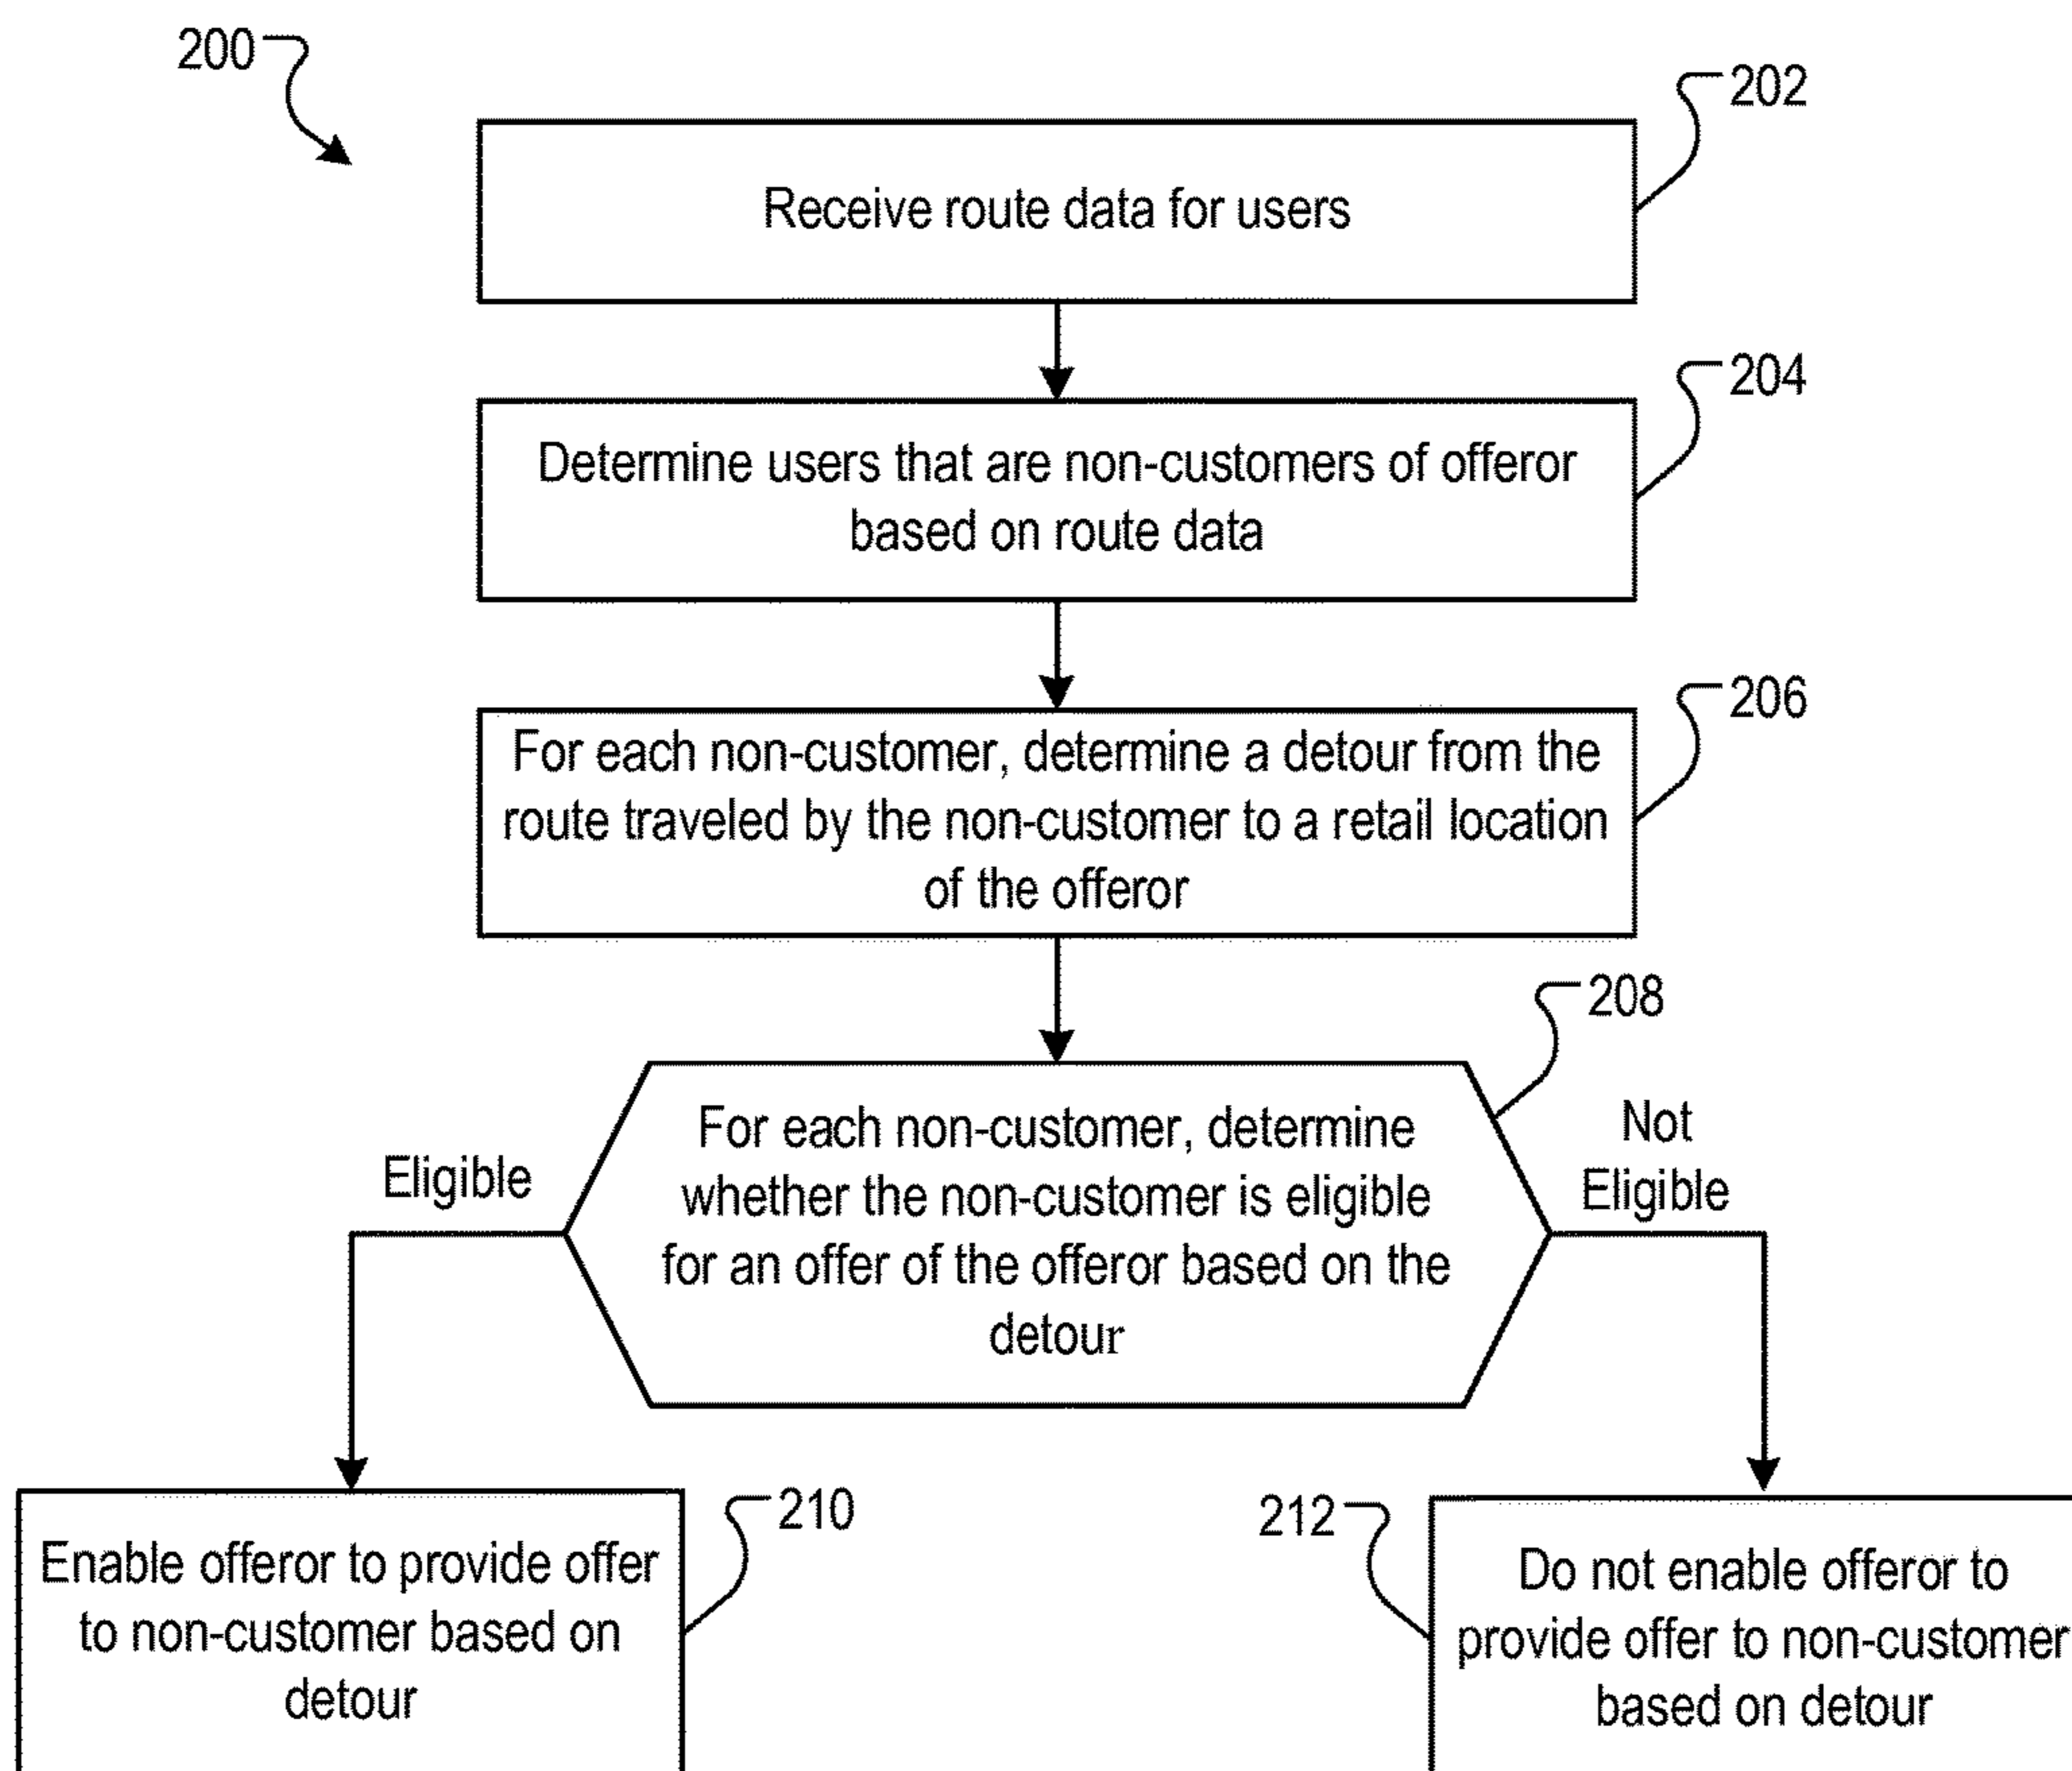 200
202
Receive route data for users
204
Determine users that are non-customers of offeror
based on route data
206
For each non-customer, determine a detour from the
route traveled by the non-customer to a retail location
of the offeror
208
For each non-customer, determine
whether the non-customer is eligible
for an offer of the offeror based on the
detour
Eligible
Not
Eligible
210
Enable offeror to provide offer
to non-customer based on
detour
212
Do not enable offeror to
provide offer to non-customer
based on detour